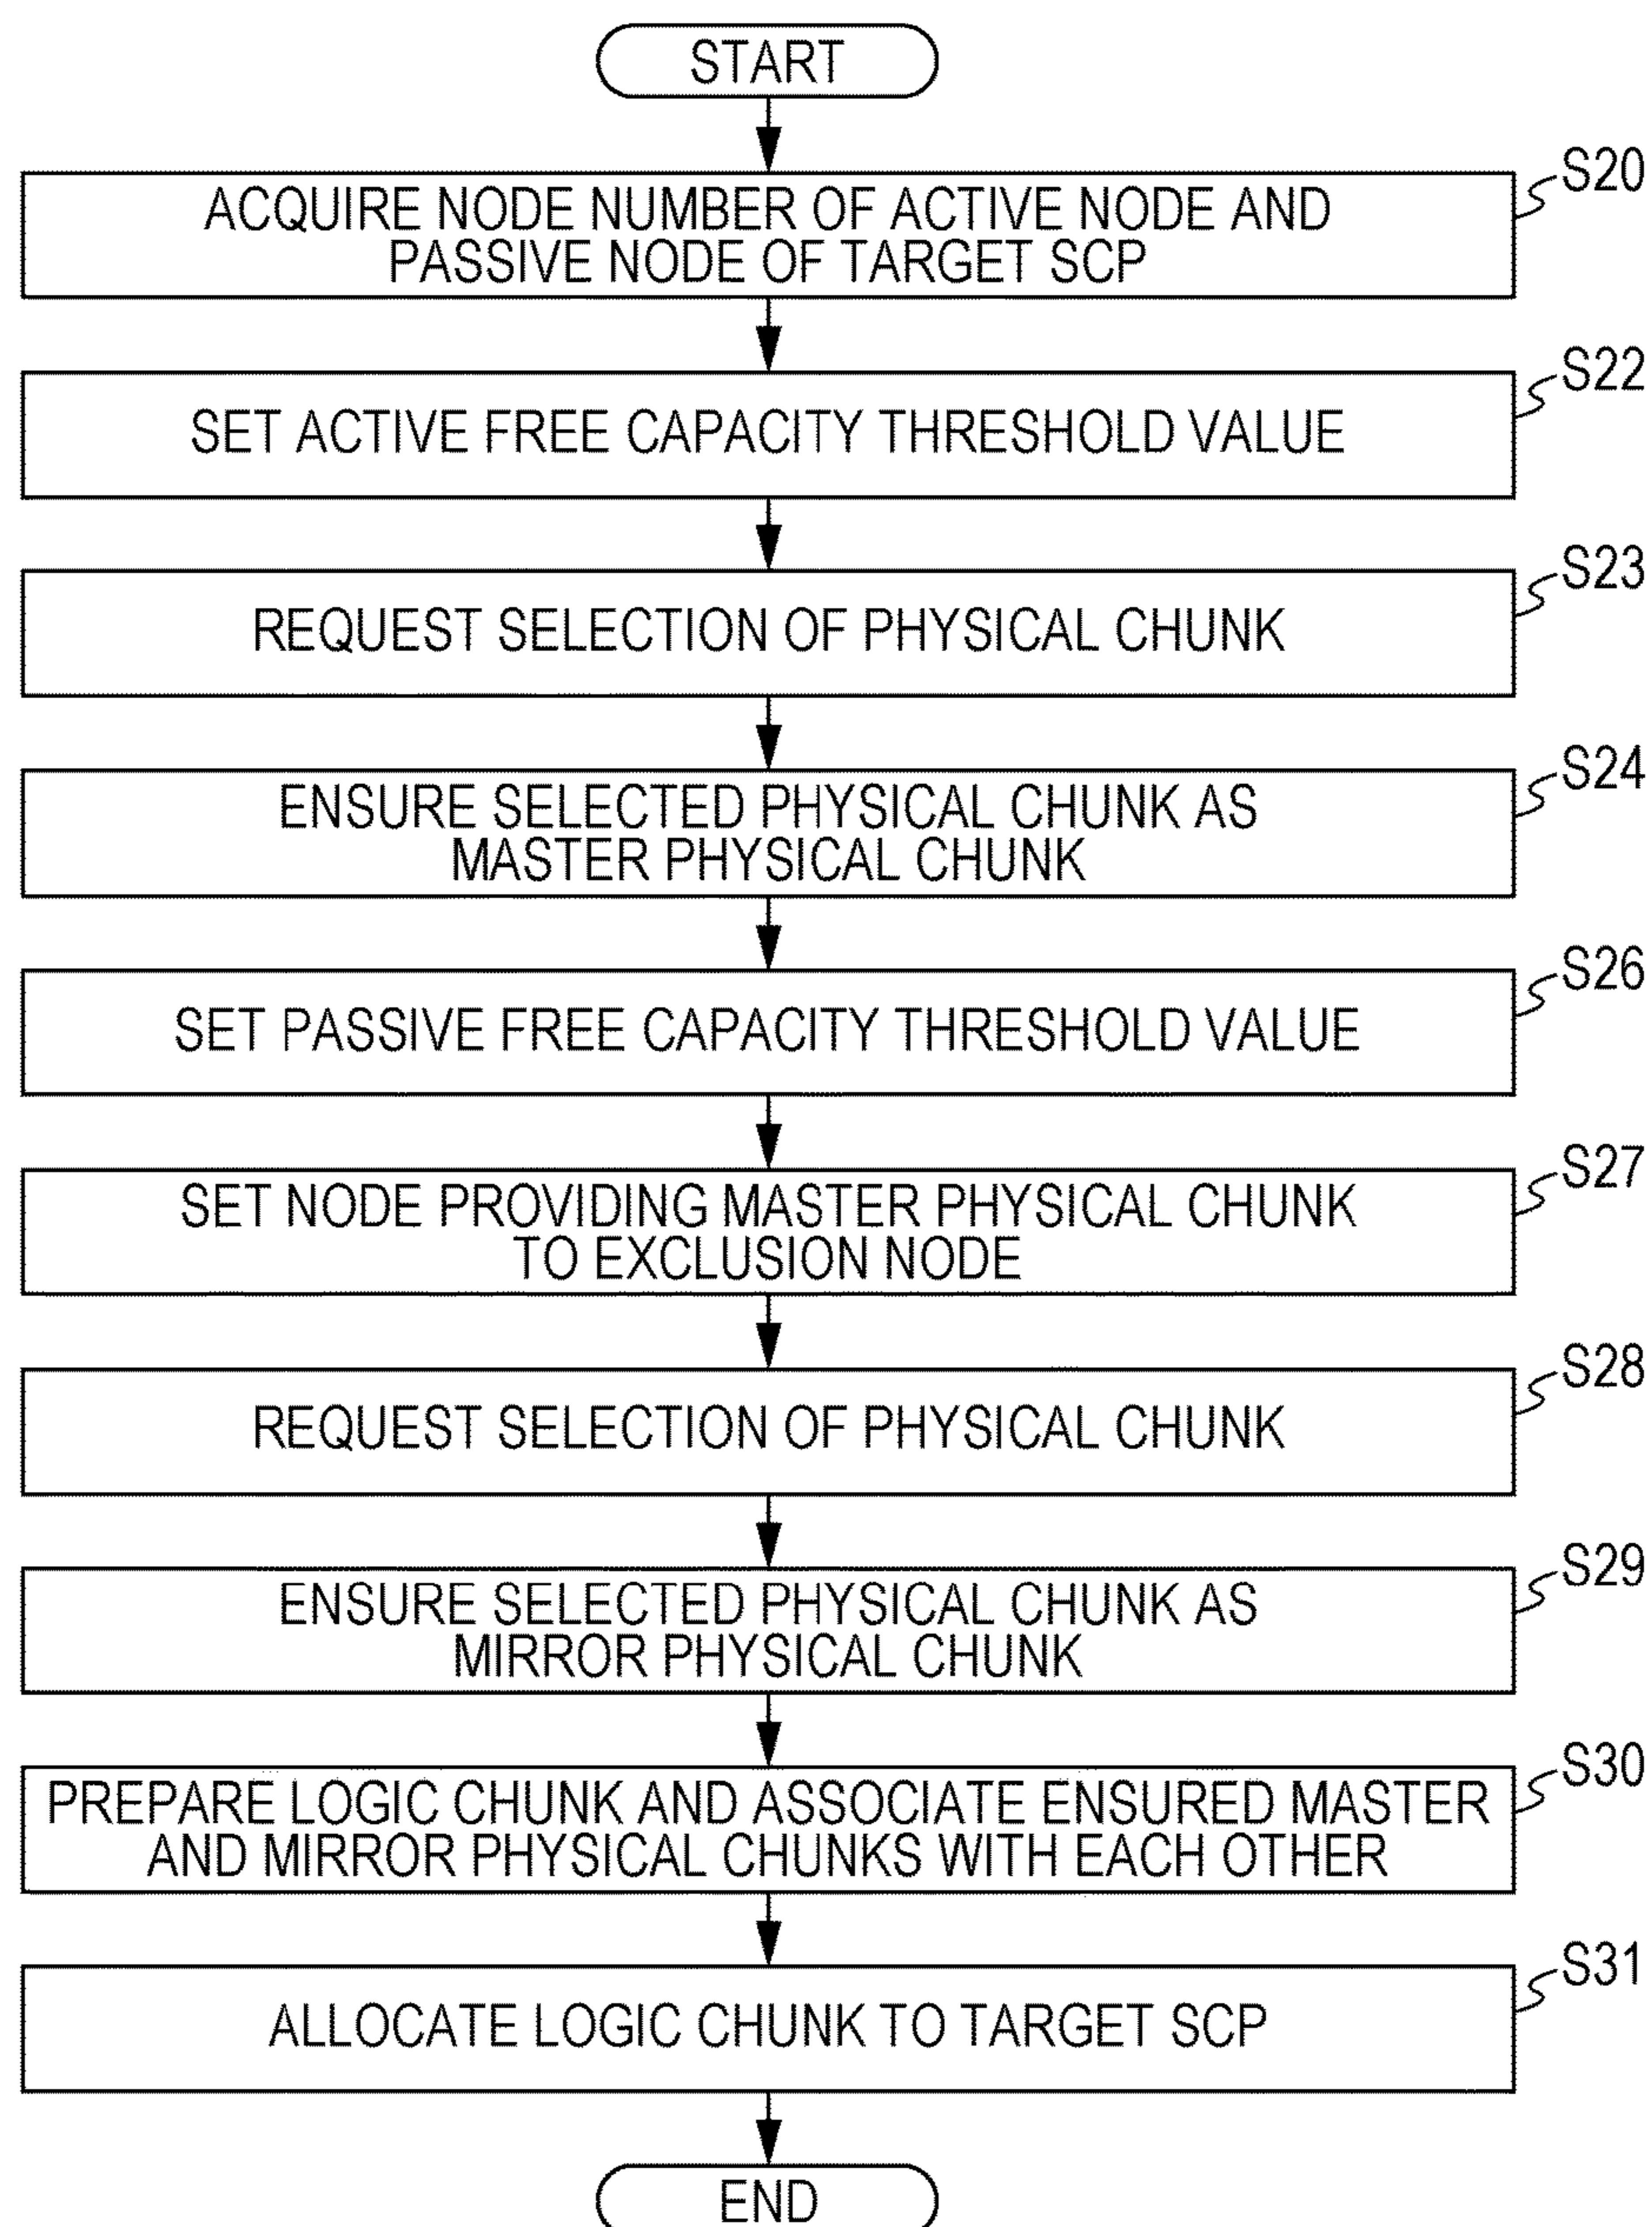 START
S20
ACQUIRE NODE NUMBER OF ACTIVE NODE AND
PASSIVE NODE OF TARGET SCP
S22
SET ACTIVE FREE CAPACITY THRESHOLD VALUE
S23
REQUEST SELECTION OF PHYSICAL CHUNK
S24
ENSURE SELECTED PHYSICAL CHUNK AS
MASTER PHYSICAL CHUNK
S26
SET PASSIVE FREE CAPACITY THRESHOLD VALUE
S27
SET NODE PROVIDING MASTER PHYSICAL CHUNK
TO EXCLUSION NODE
S28
REQUEST SELECTION OF PHYSICAL CHUNK
S29
ENSURE SELECTED PHYSICAL CHUNK AS
MIRROR PHYSICAL CHUNK
S30
PREPARE LOGIC CHUNK AND ASSOCIATE ENSURED MASTER
AND MIRROR PHYSICAL CHUNKS WITH EACH OTHER
S31
ALLOCATE LOGIC CHUNK TO TARGET SCP
END